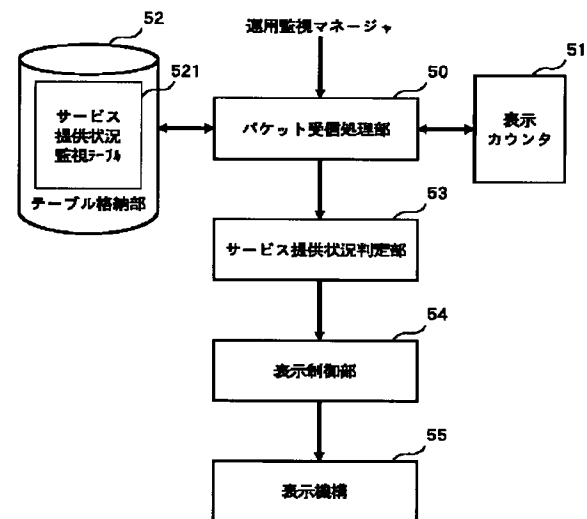 運用監視マネージャ
52
521
サービス
提供状況
監視テーブル
テーブル格納部
50
パケット受信処理部
51
表示
カウンタ
53
サービス提供状況判定部
54
表示制御部
55
表示機構